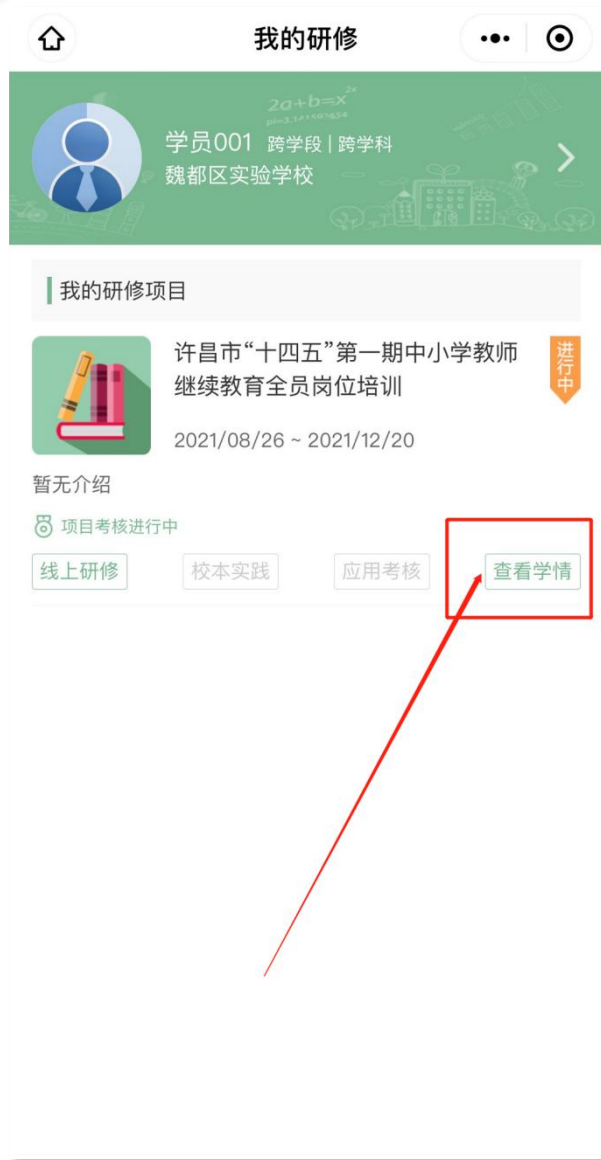 我的研修
2a+b=x²ˣ
学员001 跨学段 | 跨学科
魏都区实验学校
我的研修项目
许昌市“十四五”第一期中小学教师
继续教育全员岗位培训
进行中
2021/08/26 ~ 2021/12/20
暂无介绍
项目考核进行中
线上研修 校本实践 应用考核 查看学情